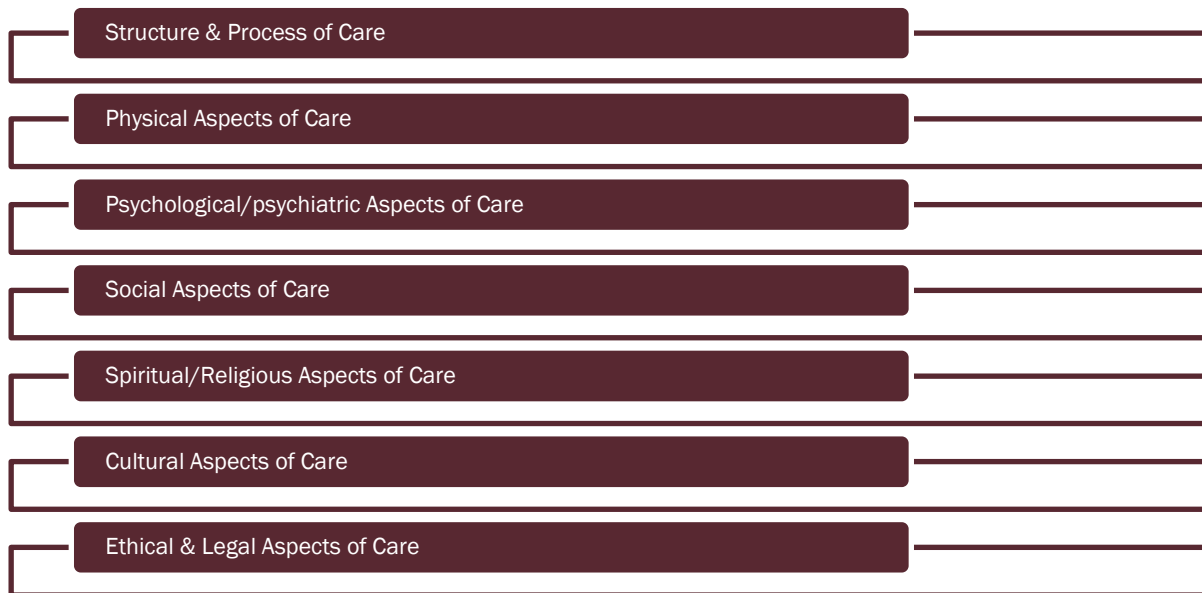 Structure & Process of Care
Physical Aspects of Care
Psychological/psychiatric Aspects of Care
Social Aspects of Care
Spiritual/Religious Aspects of Care
Cultural Aspects of Care
Ethical & Legal Aspects of Care